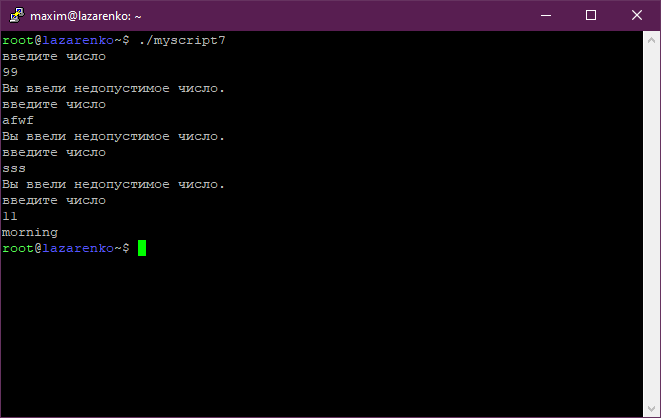 maxim@lazarenko: ~
root@lazarenko~$ ./myscript7
введите число
99
Вы ввели недопустимое число.
введите число
afwf
Вы ввели недопустимое число.
введите число
sss
Вы ввели недопустимое число.
введите число
11
morning
root@lazarenko~$